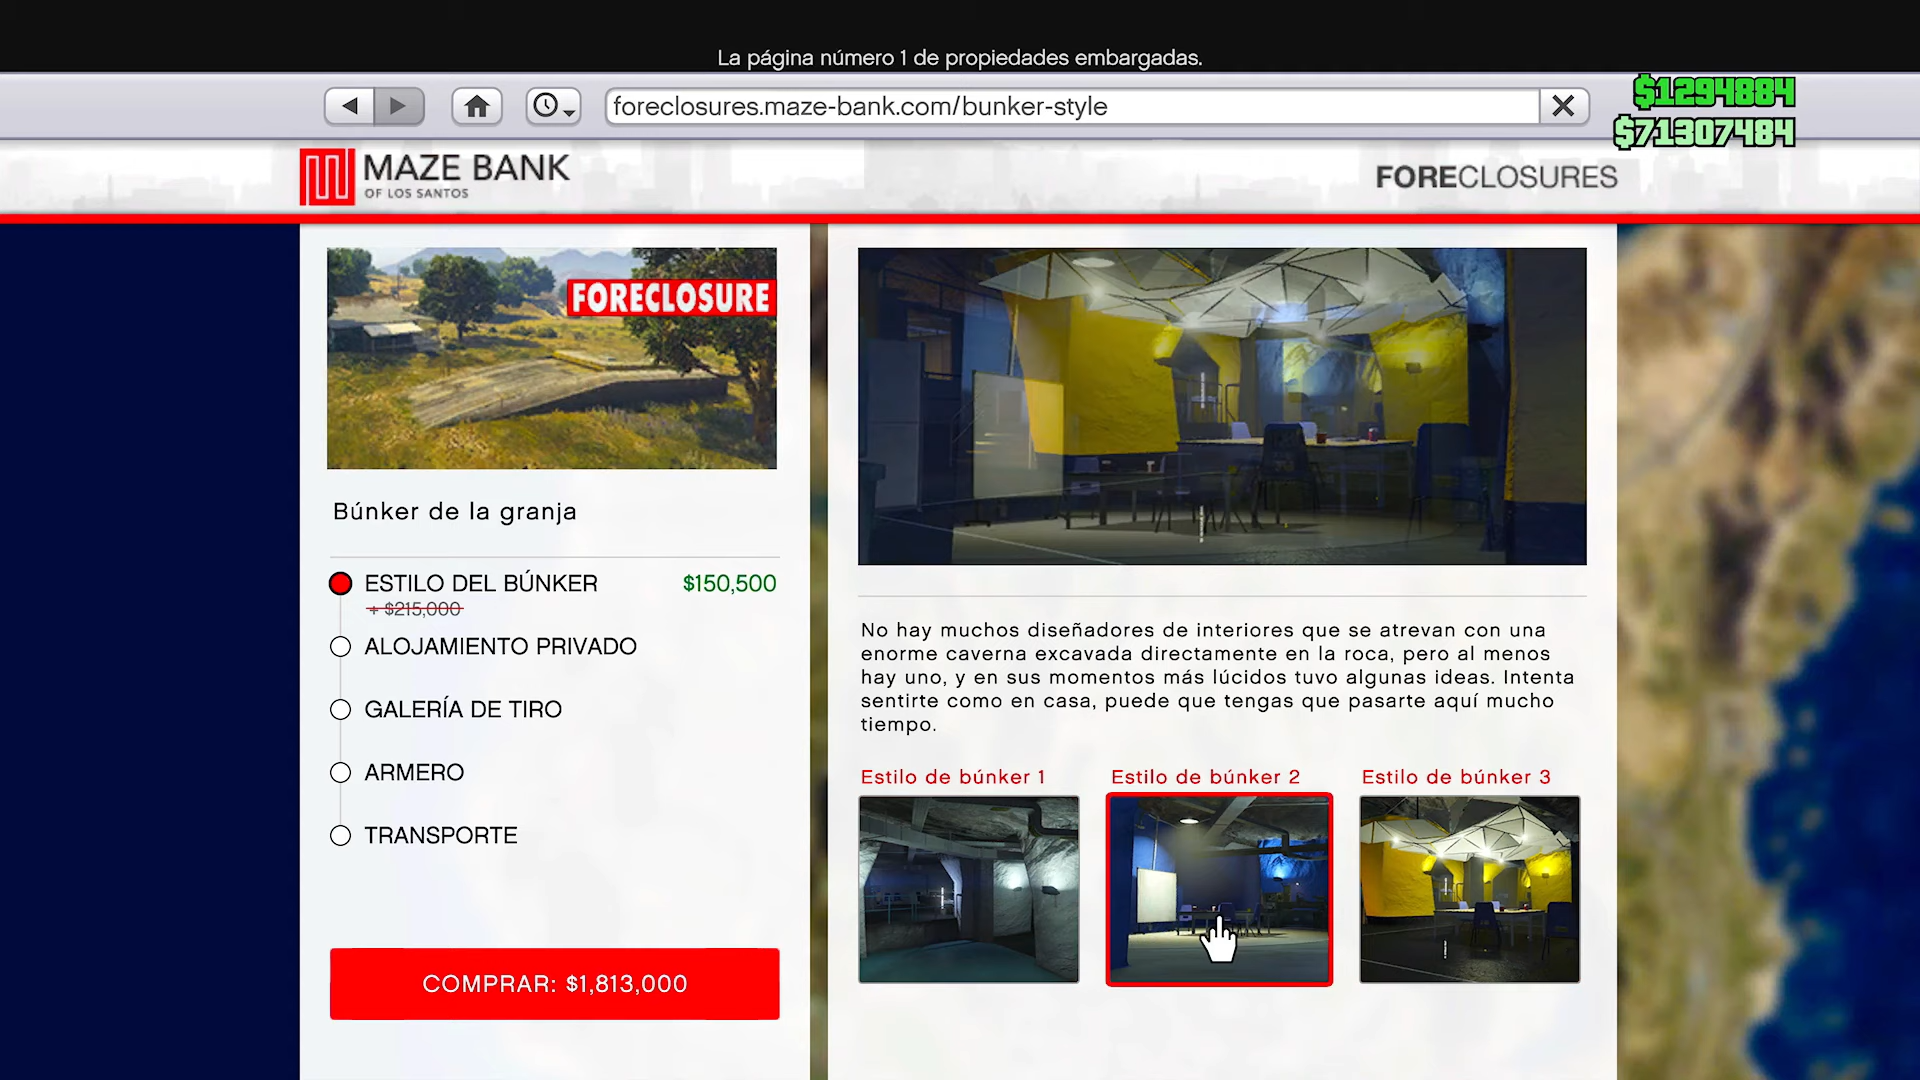 La página número 1 de propiedades embargadas.
foreclosures.maze-bank.com/bunker-style
$1294884
$71307484
MAZE BANK
OF LOS SANTOS
FORECLOSURES
FORECLOSURE
Búnker de la granja
ESTILO DEL BÚNKER $150,500
+ $215,000
ALOJAMIENTO PRIVADO
GALERÍA DE TIRO
ARMERO
TRANSPORTE
COMPRAR: $1,813,000
No hay muchos diseñadores de interiores que se atrevan con una
enorme caverna excavada directamente en la roca, pero al menos
hay uno, y en sus momentos más lúcidos tuvo algunas ideas. Intenta
sentirte como en casa, puede que tengas que pasarte aquí mucho
tiempo.
Estilo de búnker 1
Estilo de búnker 2
Estilo de búnker 3